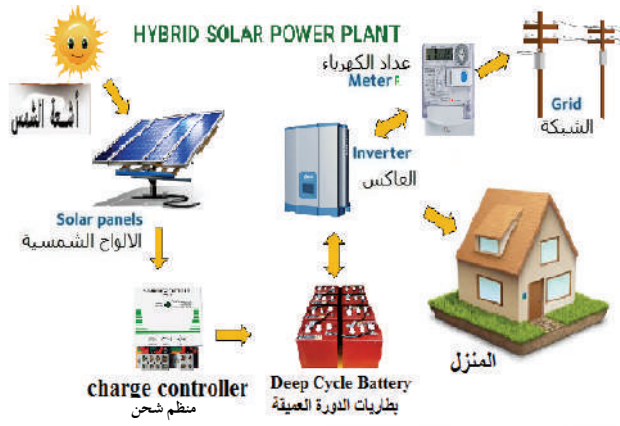 HYBRID SOLAR POWER PLANT
عداد الكهرباء
Meter
Grid
الشبكة
أشعة الشمس
Inverter
العاكس
Solar panels
الالواح الشمسية
المنزل
charge controller
منظم شحن
Deep Cycle Battery
بطاريات الدورة العميقة